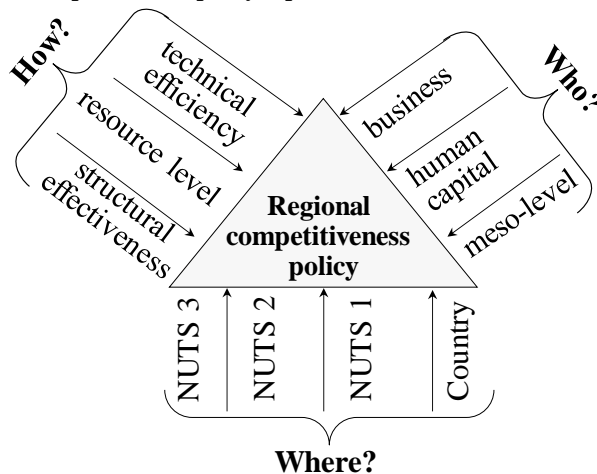 How?
technical
efficiency
resource level
structural
effectiveness
Who?
business
human
capital
meso-level
Regional
competitiveness
policy
NUTS 3
NUTS 2
NUTS 1
Country
Where?